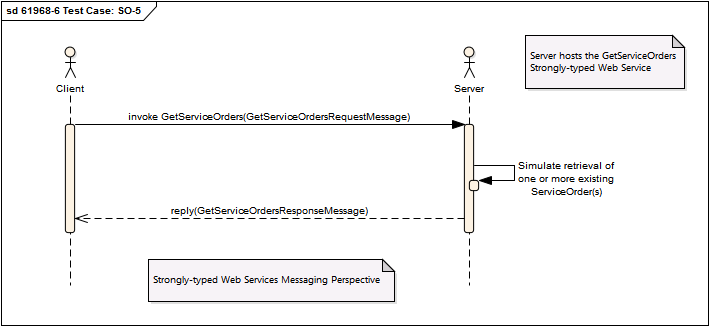 sd 61968-6 Test Case: SO-5
Server hosts the GetServiceOrders
Strongly-typed Web Service
Client
Server
invoke GetServiceOrders(GetServiceOrdersRequestMessage)
Simulate retrieval of
one or more existing
ServiceOrder(s)
reply(GetServiceOrdersResponseMessage)
Strongly-typed Web Services Messaging Perspective